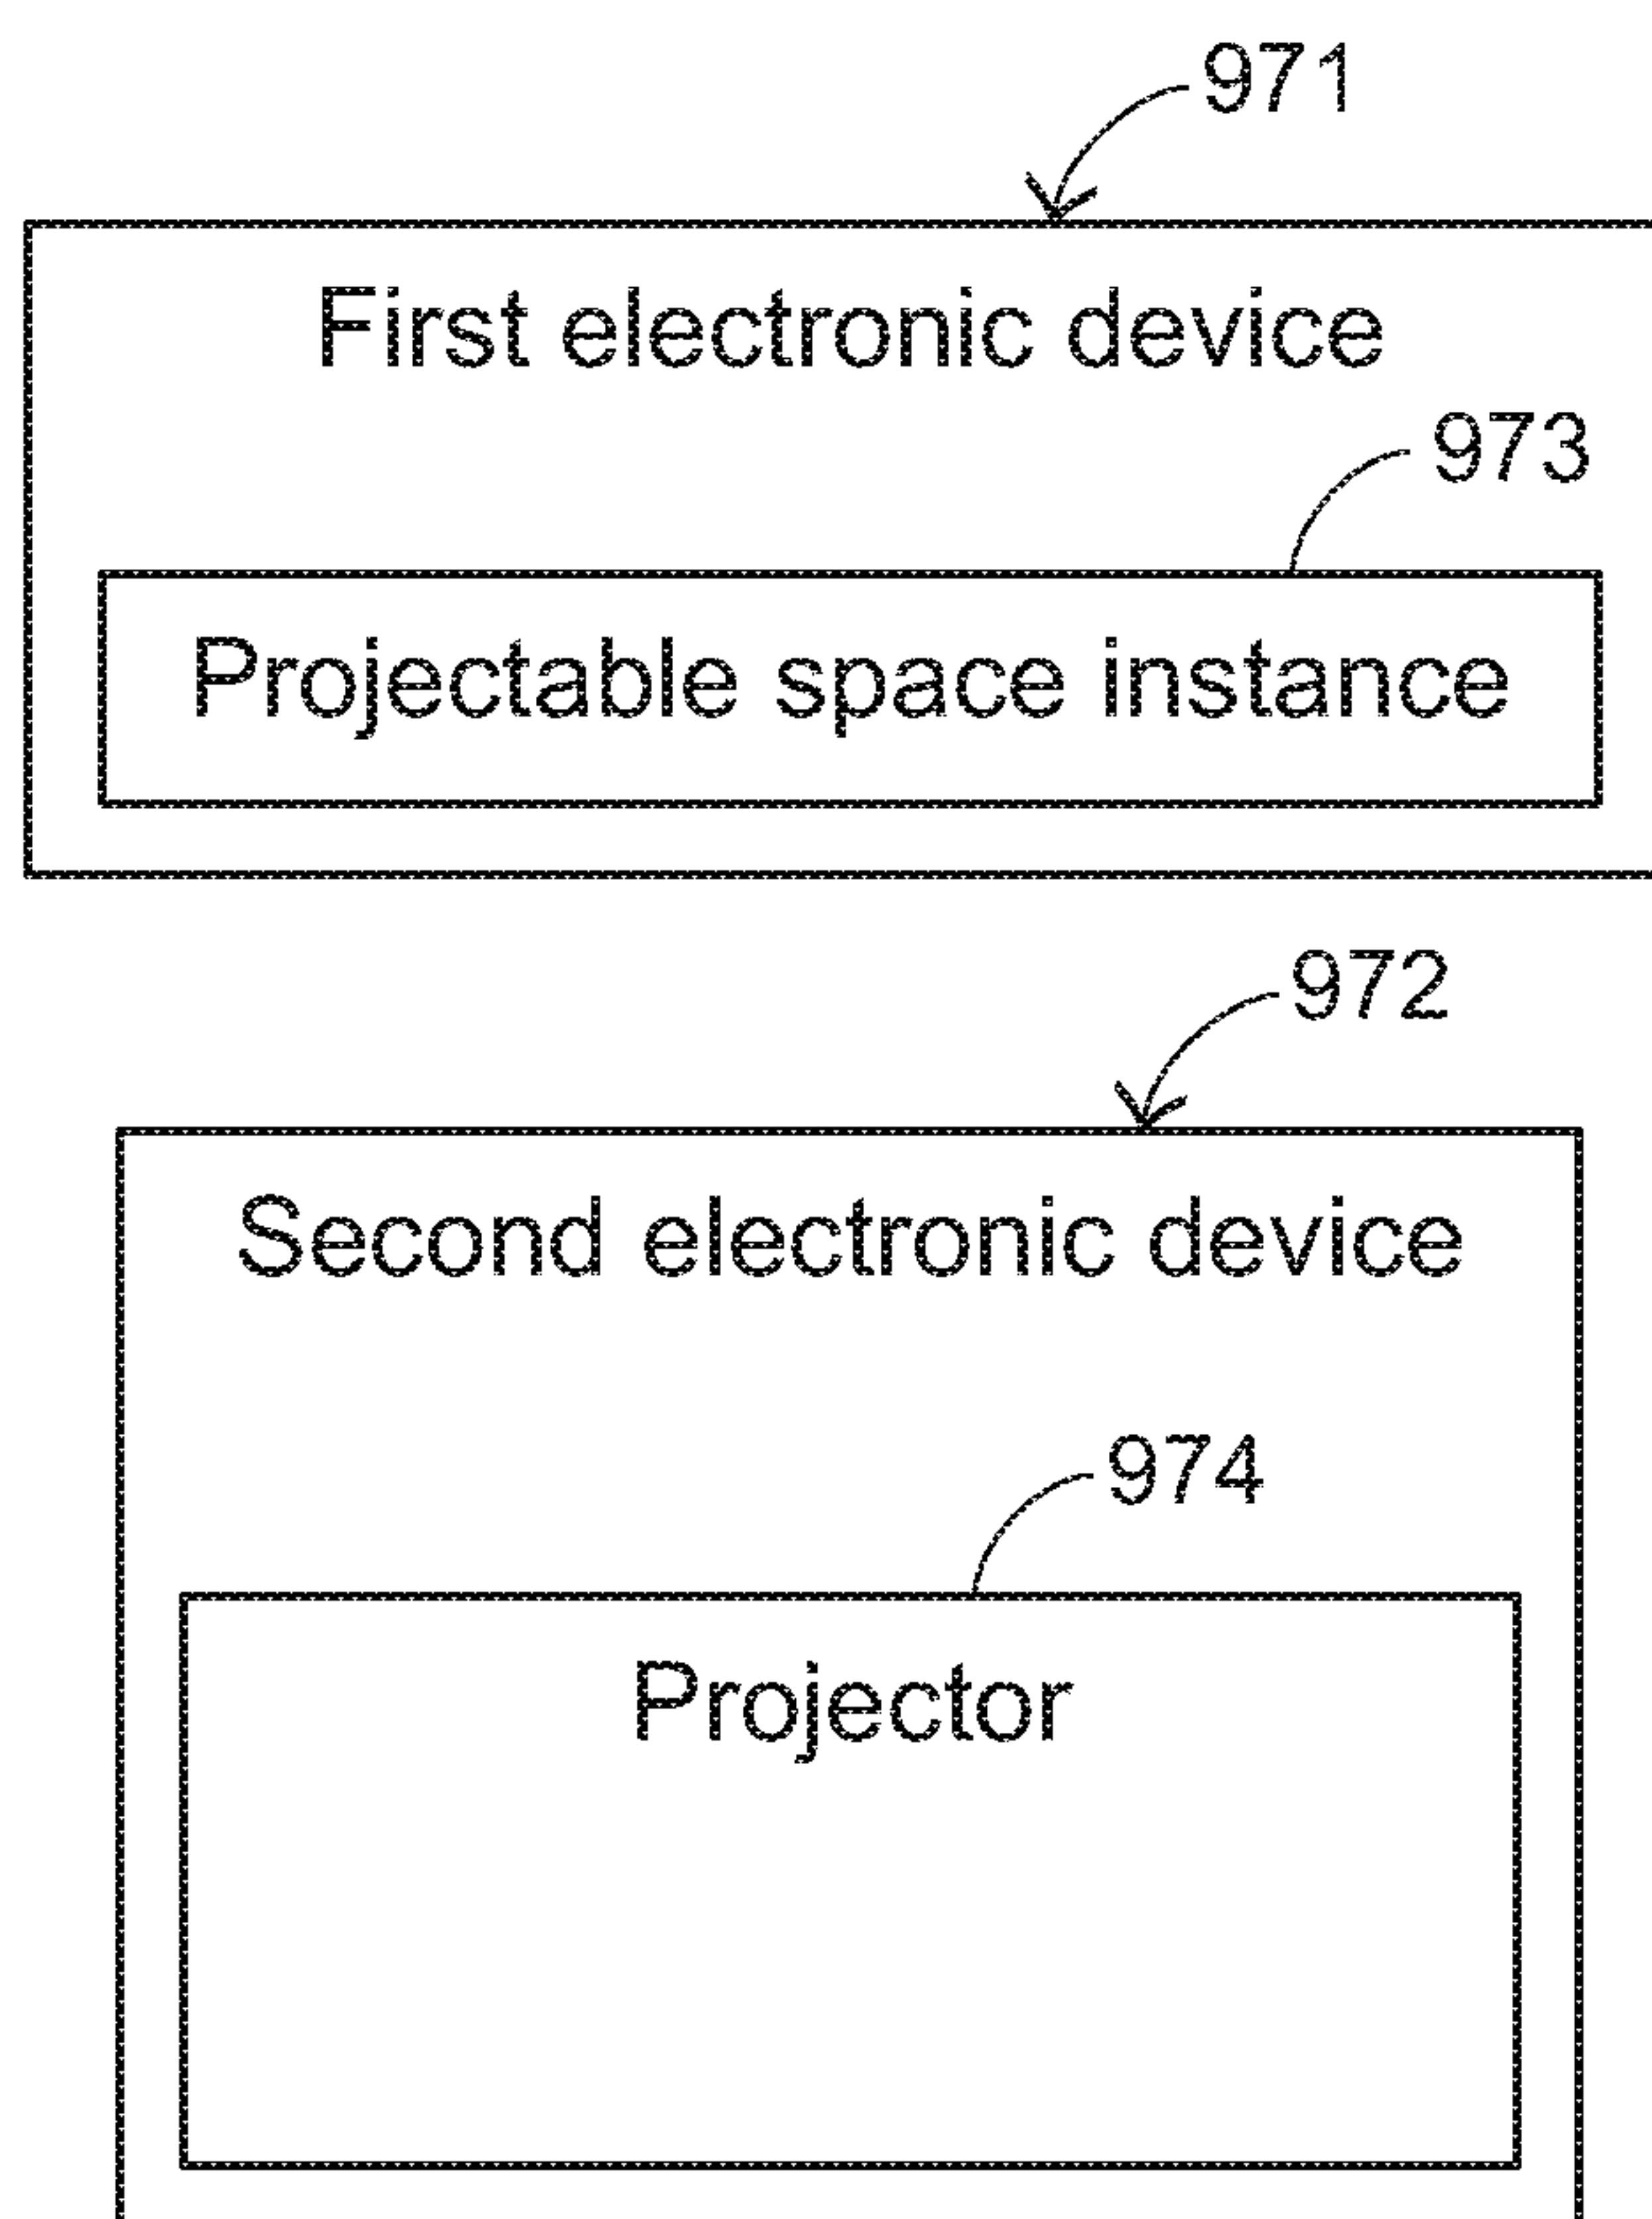 971
First electronic device
973
Projectable space instance
972
Second electronic device
974
Projector